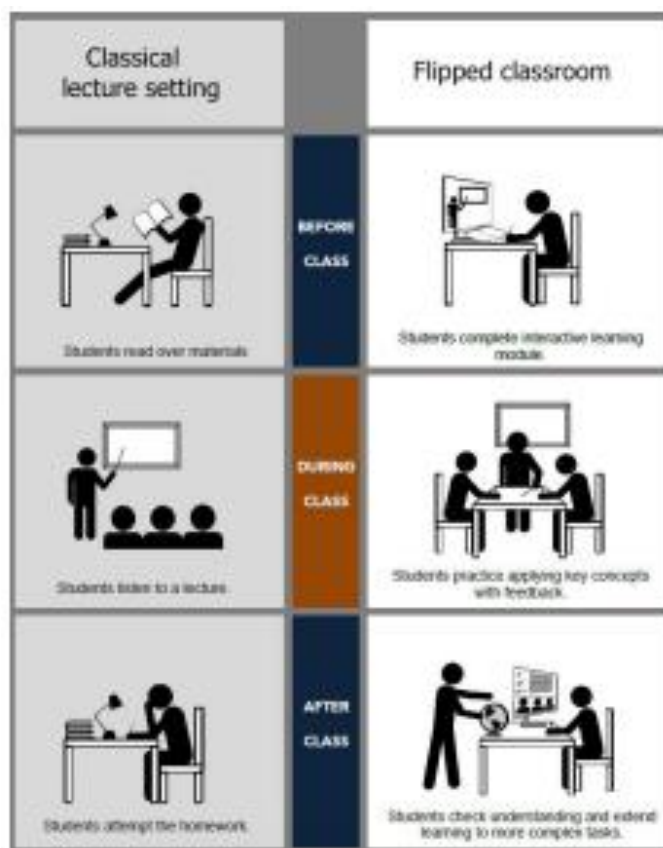 Classical
lecture setting
Flipped classroom
BEFORE
CLASS
Students read over materials
Students complete interactive learning
module.
DURING
CLASS
Students listen to a lecture.
Students practice applying key concepts
with feedback.
AFTER
CLASS
Students attempt the homework.
Students check understanding and extend
learning to more complex tasks.